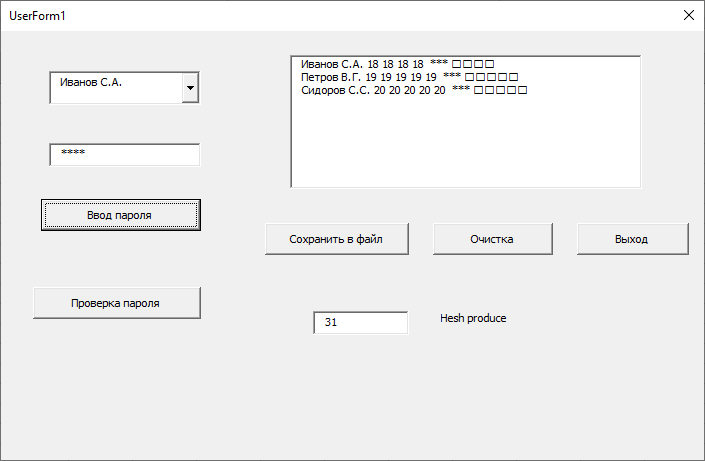 UserForm1
Иванов С.А.
****
Ввод пароля
Проверка пароля
Иванов С.А. 18 18 18 18 *** □□□□
Петров В.Г. 19 19 19 19 19 *** □□□□□
Сидоров С.С. 20 20 20 20 20 *** □□□□□
Сохранить в файл
Очистка
Выход
31
Hesh produce